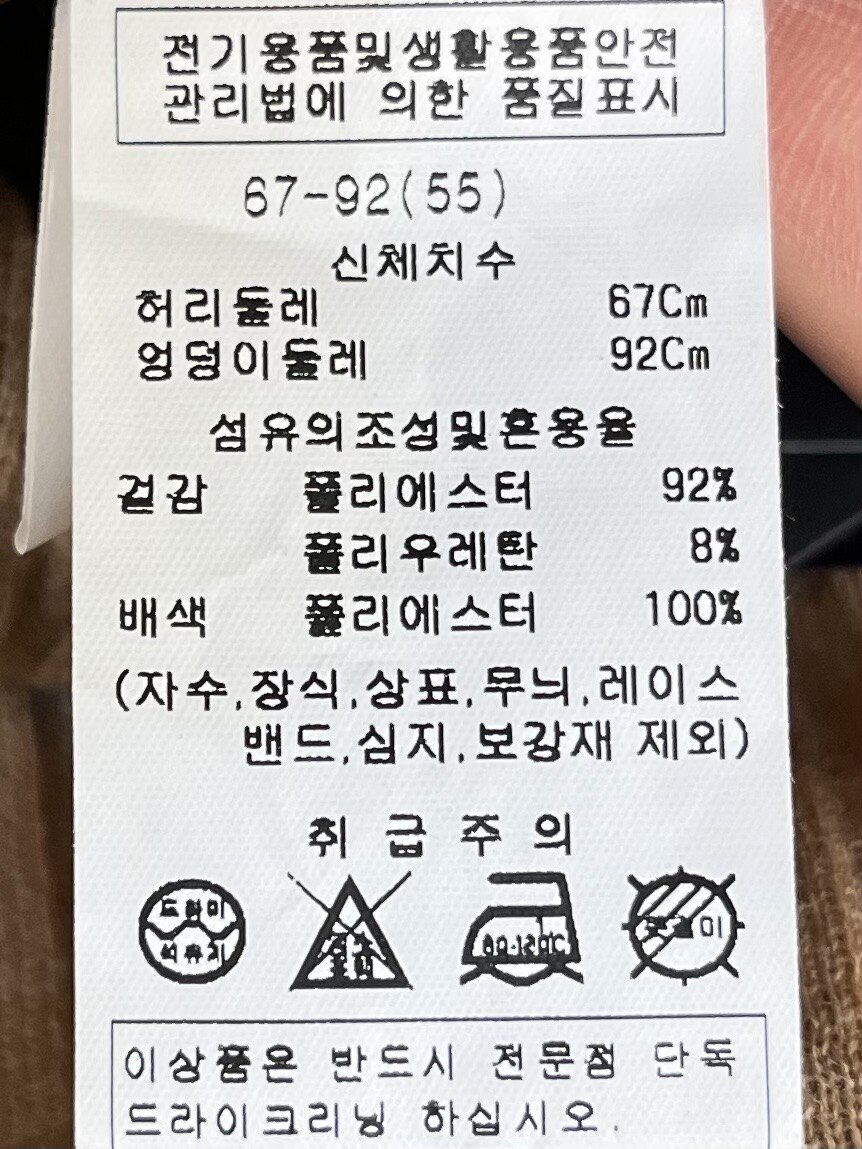 전기용품및생활용품안전
관리법에 의한 품질표시
67-92(55)
신체치수
허리둘레 67Cm
엉덩이둘레 92Cm
섬유의조성및혼용율
겉감 폴리에스터 92%
폴리우레탄 8%
배색 폴리에스터 100%
(자수,장식,상표,무늬,레이스
밴드,심지,보강재 제외)
취 급 주 의
드라이
석유계
염소
표백
80-120℃
이상품은 반드시 전문점 단독
드라이크리닝 하십시오.